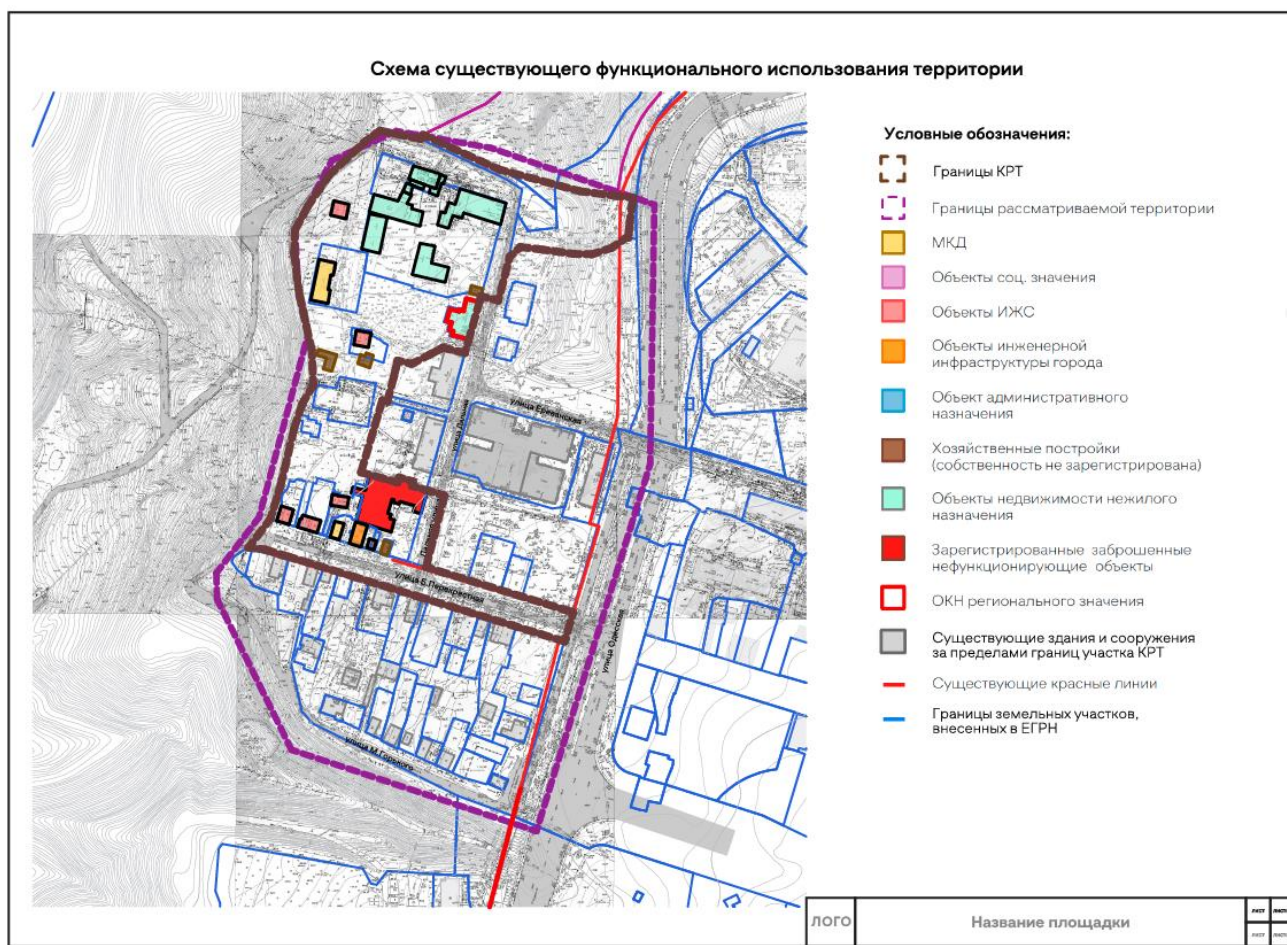 Схема существующего функционального использования территории
Условные обозначения:
Границы КРТ
Границы рассматриваемой территории
МКД
Объекты соц. значения
Объекты ИЖС
Объекты инженерной
инфраструктуры города
Объект административного
назначения
Хозяйственные постройки
(собственность не зарегистрирована)
Объекты недвижимости нежилого
назначения
Зарегистрированные заброшенные
нефункционирующие объекты
ОКН регионального значения
Существующие здания и сооружения
за пределами границ участка КРТ
Существующие красные линии
Границы земельных участков,
внесенных в ЕГРН
улица Ереванская
улица Б.Перекрестная
улица Одесская
улица М.Горького
ЛОГО
Название площадки